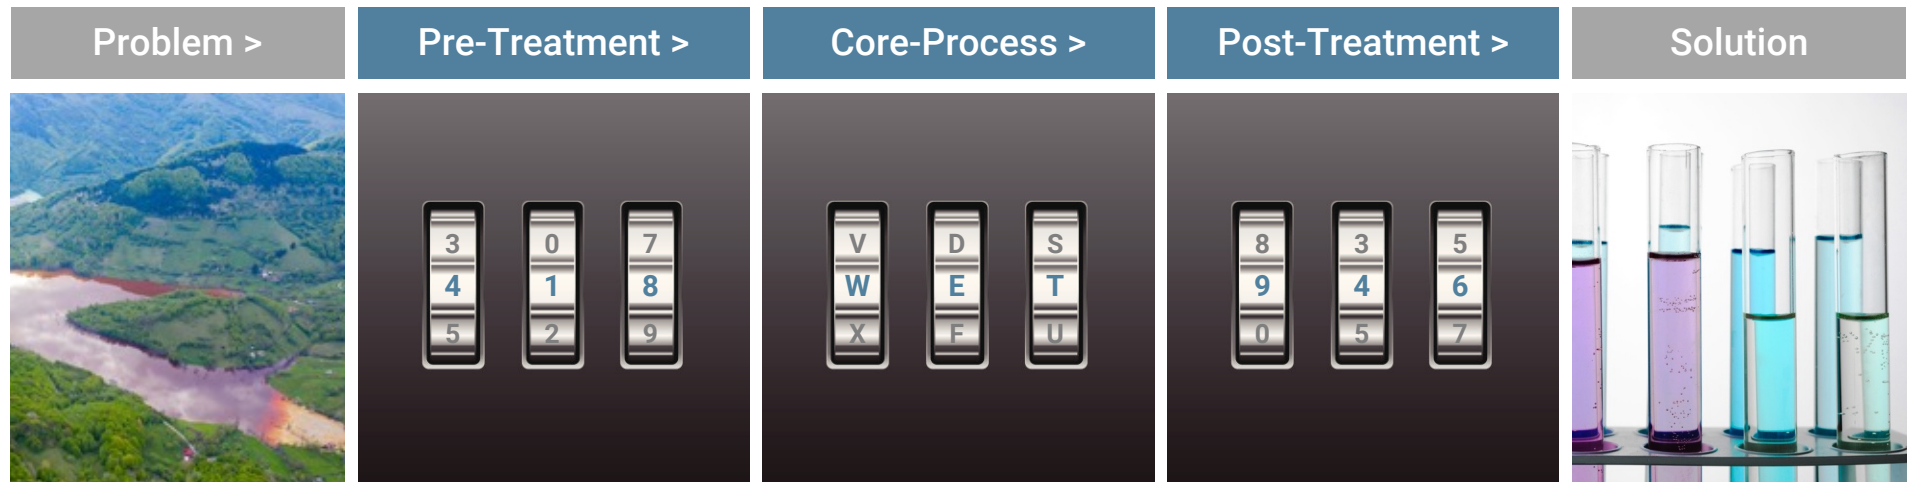 Problem >
Pre-Treatment >
Core-Process >
Post-Treatment >
Solution
3 0 7
4 1 8
5 2 9
V D S
W E T
X F U
8 3 5
9 4 6
0 5 7